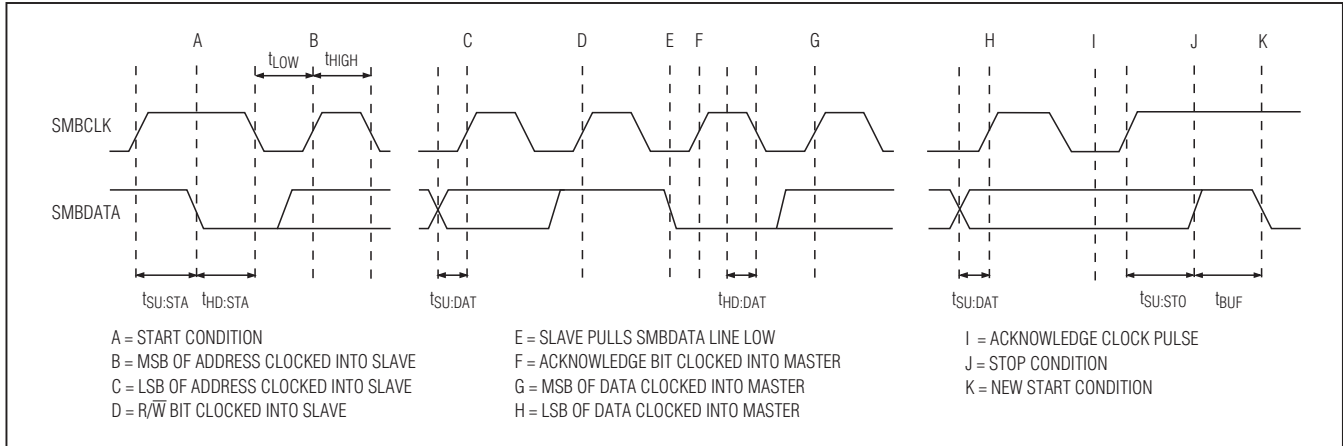 A B C D E F G H I J K
tLOW tHIGH
SMBCLK
SMBDATA
tSU:STA tHD:STA tSU:DAT tHD:DAT tSU:DAT tSU:STO tBUF
A = START CONDITION
B = MSB OF ADDRESS CLOCKED INTO SLAVE
C = LSB OF ADDRESS CLOCKED INTO SLAVE
D = R/W̅ BIT CLOCKED INTO SLAVE
E = SLAVE PULLS SMBDATA LINE LOW
F = ACKNOWLEDGE BIT CLOCKED INTO MASTER
G = MSB OF DATA CLOCKED INTO MASTER
H = LSB OF DATA CLOCKED INTO MASTER
I = ACKNOWLEDGE CLOCK PULSE
J = STOP CONDITION
K = NEW START CONDITION